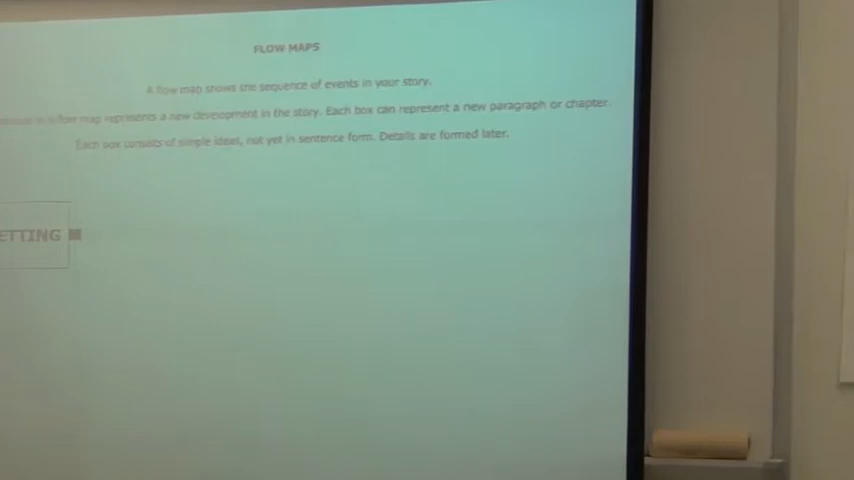 FLOW MAPS
A flow map shows the sequence of events in your story.
in a flow map represents a new development in the story. Each box can represent a new paragraph or chapter.
Each box consists of simple ideas, not yet in sentence form. Details are formed later.
ETTING